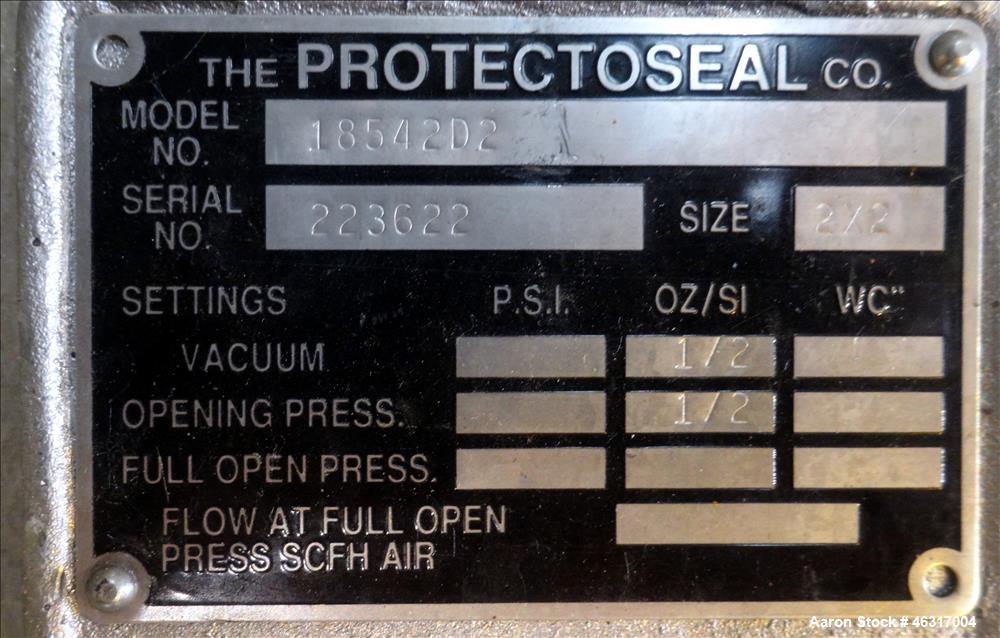 THE PROTECTOSEAL CO.
MODEL NO. 18542D2
SERIAL NO. 223622 SIZE 2X2
SETTINGS P.S.I. OZ/SI WC"
VACUUM 1/2
OPENING PRESS. 1/2
FULL OPEN PRESS.
FLOW AT FULL OPEN
PRESS SCFH AIR
Aaron Stock # 46317004